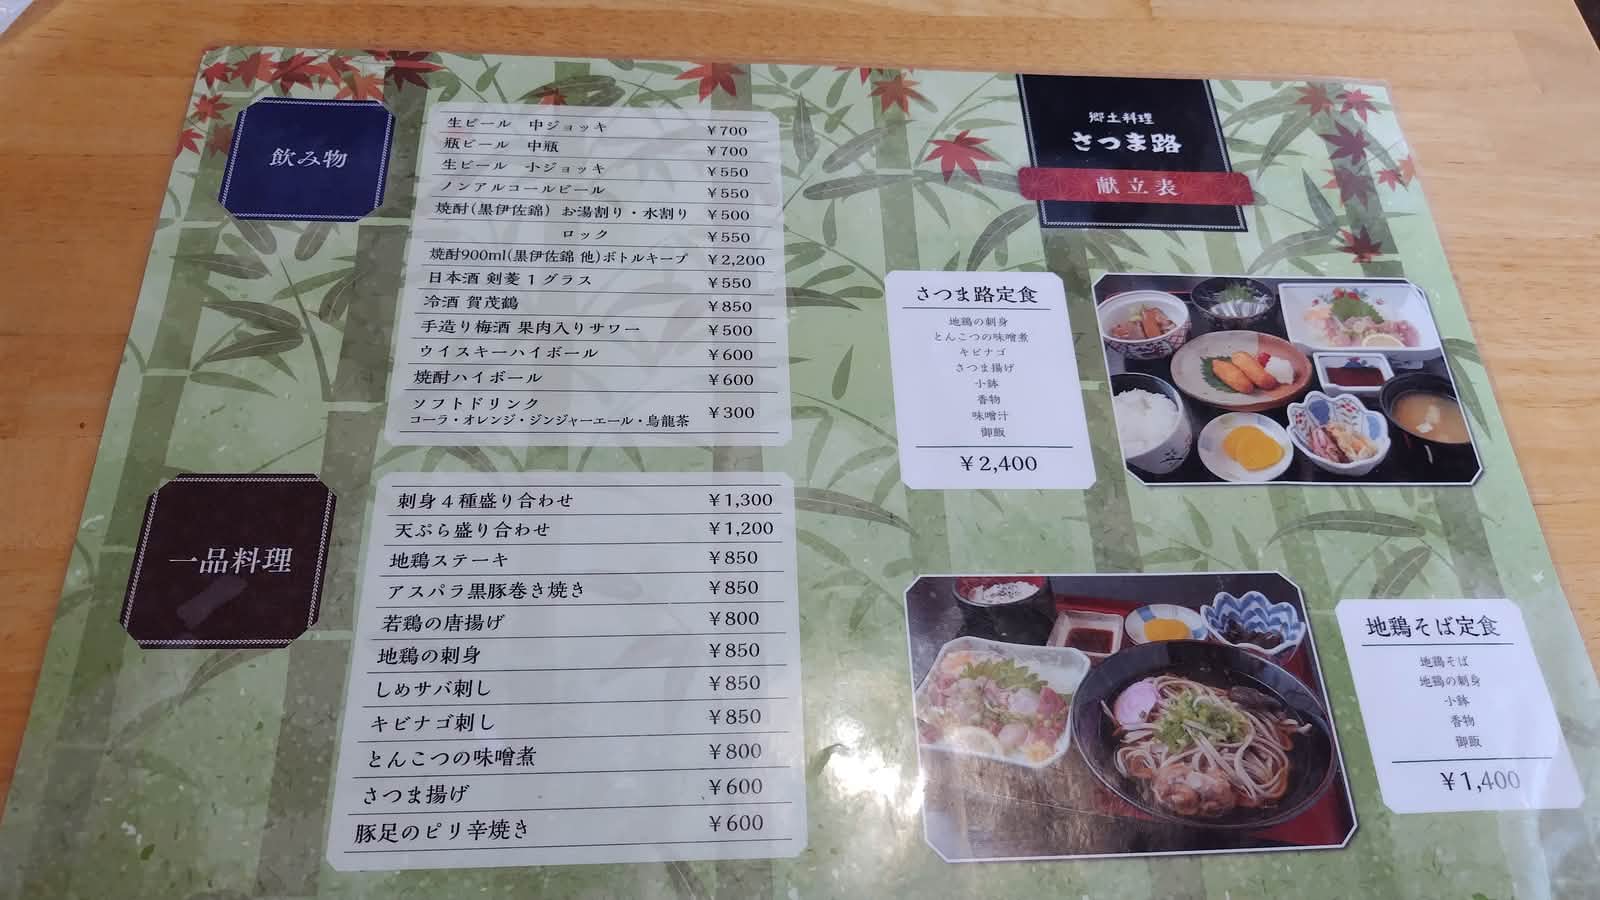 飲み物
生ビール 中ジョッキ ￥700
瓶ビール 中瓶 ￥700
生ビール 小ジョッキ ￥550
ノンアルコールビール ￥550
焼酎(黒伊佐錦) お湯割り・水割り ￥500
ロック ￥550
焼酎900ml(黒伊佐錦 他)ボトルキープ ￥2,200
日本酒 剣菱 1 グラス ￥550
冷酒 賀茂鶴 ￥850
手造り梅酒 果肉入りサワー ￥500
ウイスキーハイボール ￥600
焼酎ハイボール ￥600
ソフトドリンク ￥300
コーラ・オレンジ・ジンジャーエール・烏龍茶
一品料理
刺身４種盛り合わせ ￥1,300
天ぷら盛り合わせ ￥1,200
地鶏ステーキ ￥850
アスパラ黒豚巻き焼き ￥850
若鶏の唐揚げ ￥800
地鶏の刺身 ￥850
しめサバ刺し ￥850
キビナゴ刺し ￥850
とんこつの味噌煮 ￥800
さつま揚げ ￥600
豚足のピリ辛焼き ￥600
郷土料理
さつま路
献立表
さつま路定食
地鶏の刺身
とんこつの味噌煮
キビナゴ
さつま揚げ
小鉢
香物
味噌汁
御飯
￥2,400
地鶏そば定食
地鶏そば
地鶏の刺身
小鉢
香物
御飯
￥1,400